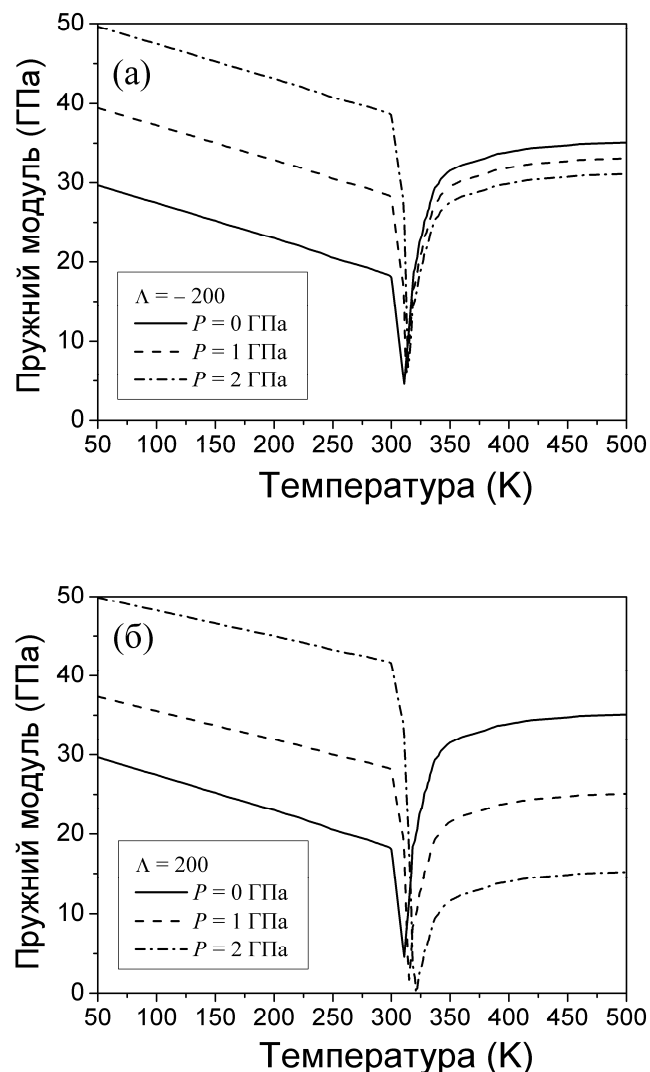 50
40
30
20
10
0
Пружний модуль (ГПа)
(а)
Λ = – 200
P = 0 ГПа
P = 1 ГПа
P = 2 ГПа
50 100 150 200 250 300 350 400 450 500
Температура (K)
50
40
30
20
10
0
Пружний модуль (ГПа)
(б)
Λ = 200
P = 0 ГПа
P = 1 ГПа
P = 2 ГПа
50 100 150 200 250 300 350 400 450 500
Температура (K)